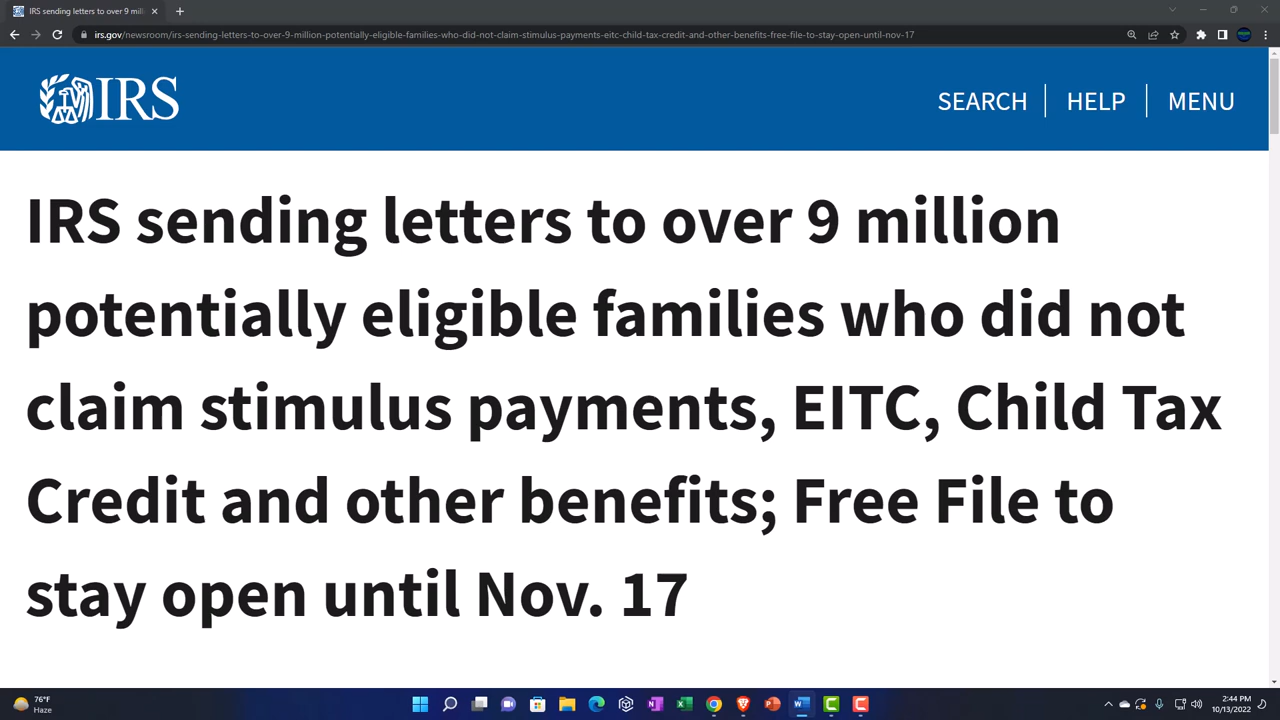 IRS sending letters to over 9 mill
irs.gov/newsroom/irs-sending-letters-to-over-9-million-potentially-eligible-families-who-did-not-claim-stimulus-payments-eitc-child-tax-credit-and-other-benefits-free-file-to-stay-open-until-nov-17
IRS
SEARCH
HELP
MENU
IRS sending letters to over 9 million
potentially eligible families who did not
claim stimulus payments, EITC, Child Tax
Credit and other benefits; Free File to
stay open until Nov. 17
76°F
Haze
2:44 PM
10/13/2022